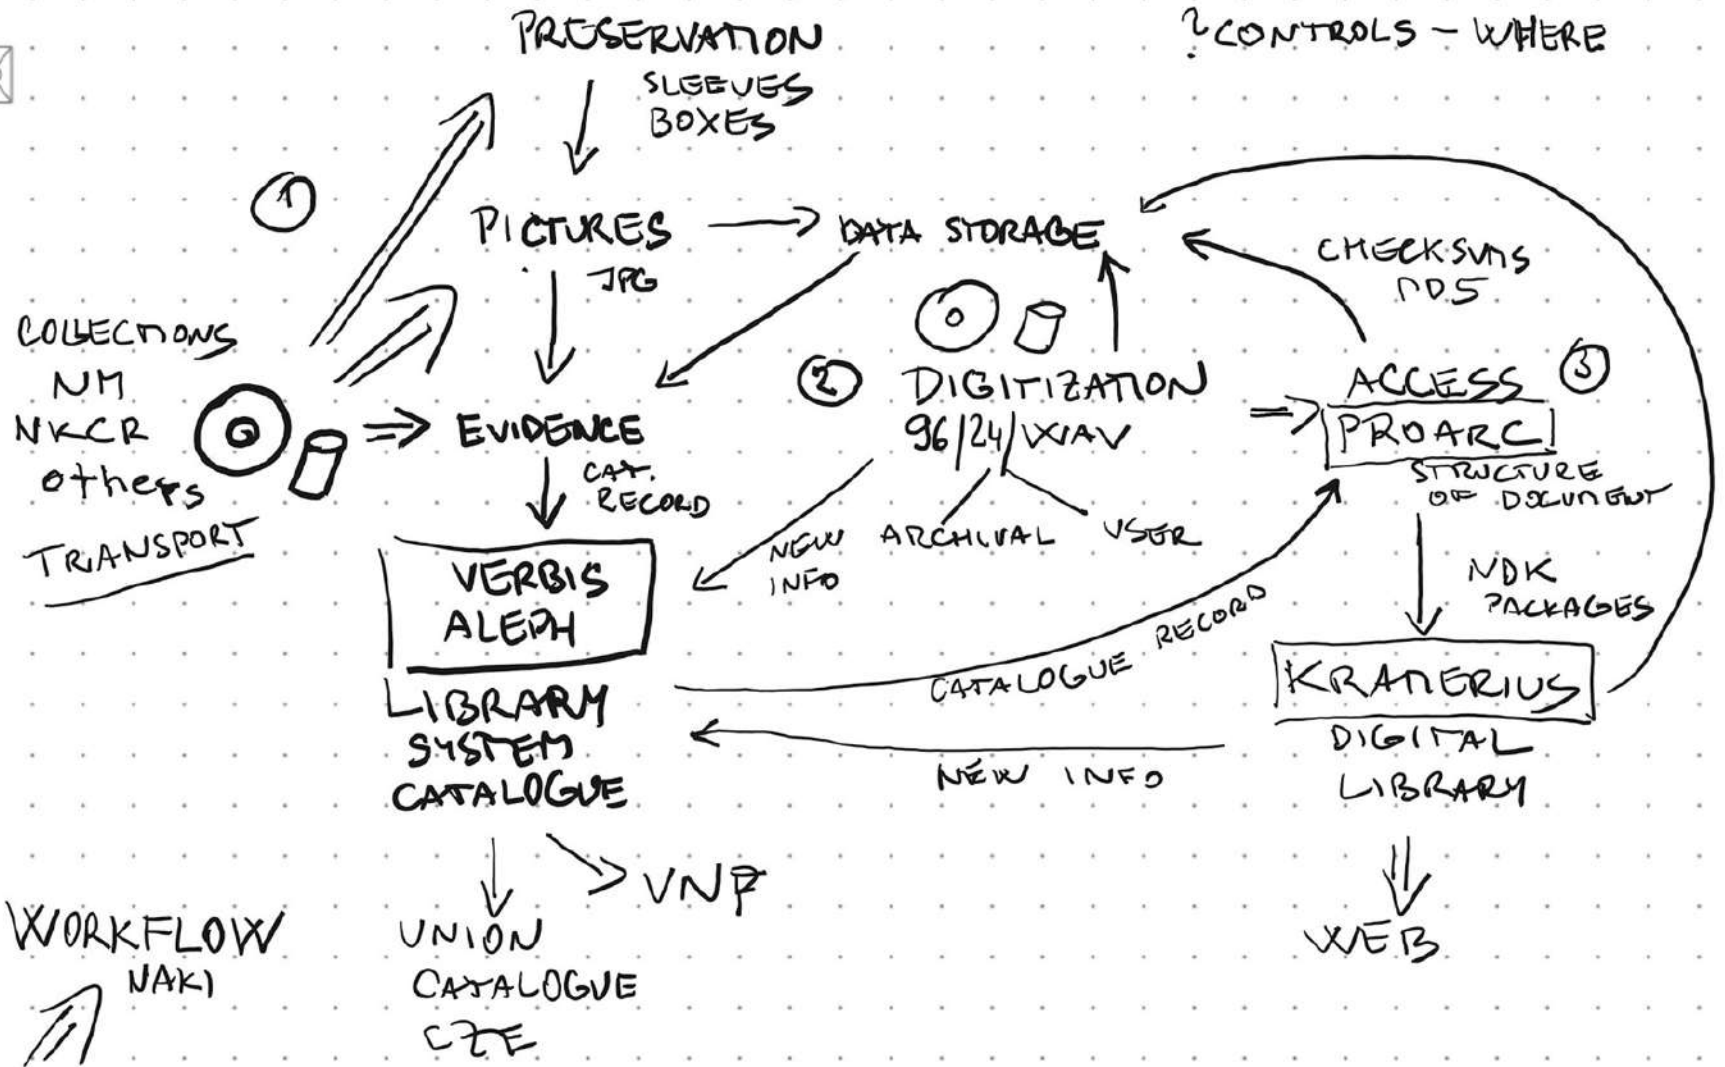 PRESERVATION
SLEEVES
BOXES
? CONTROLS - WHERE
1
PICTURES
JPG
DATA STORAGE
CHECKSUMS
MD5
COLLECTIONS
NM
NKCR
others
TRANSPORT
EVIDENCE
CAT.
RECORD
2
DIGITIZATION
96/24/WAV
ARCHIVAL
USER
NEW
INFO
3
ACCESS
PROARC
STRUCTURE
OF DOCUMENT
NDK
PACKAGES
VERBIS
ALEPH
LIBRARY
SYSTEM
CATALOGUE
CATALOGUE RECORD
NEW INFO
KRAMERIUS
DIGITAL
LIBRARY
WEB
VNF
UNION
CATALOGUE
CZE
WORKFLOW
NAKI